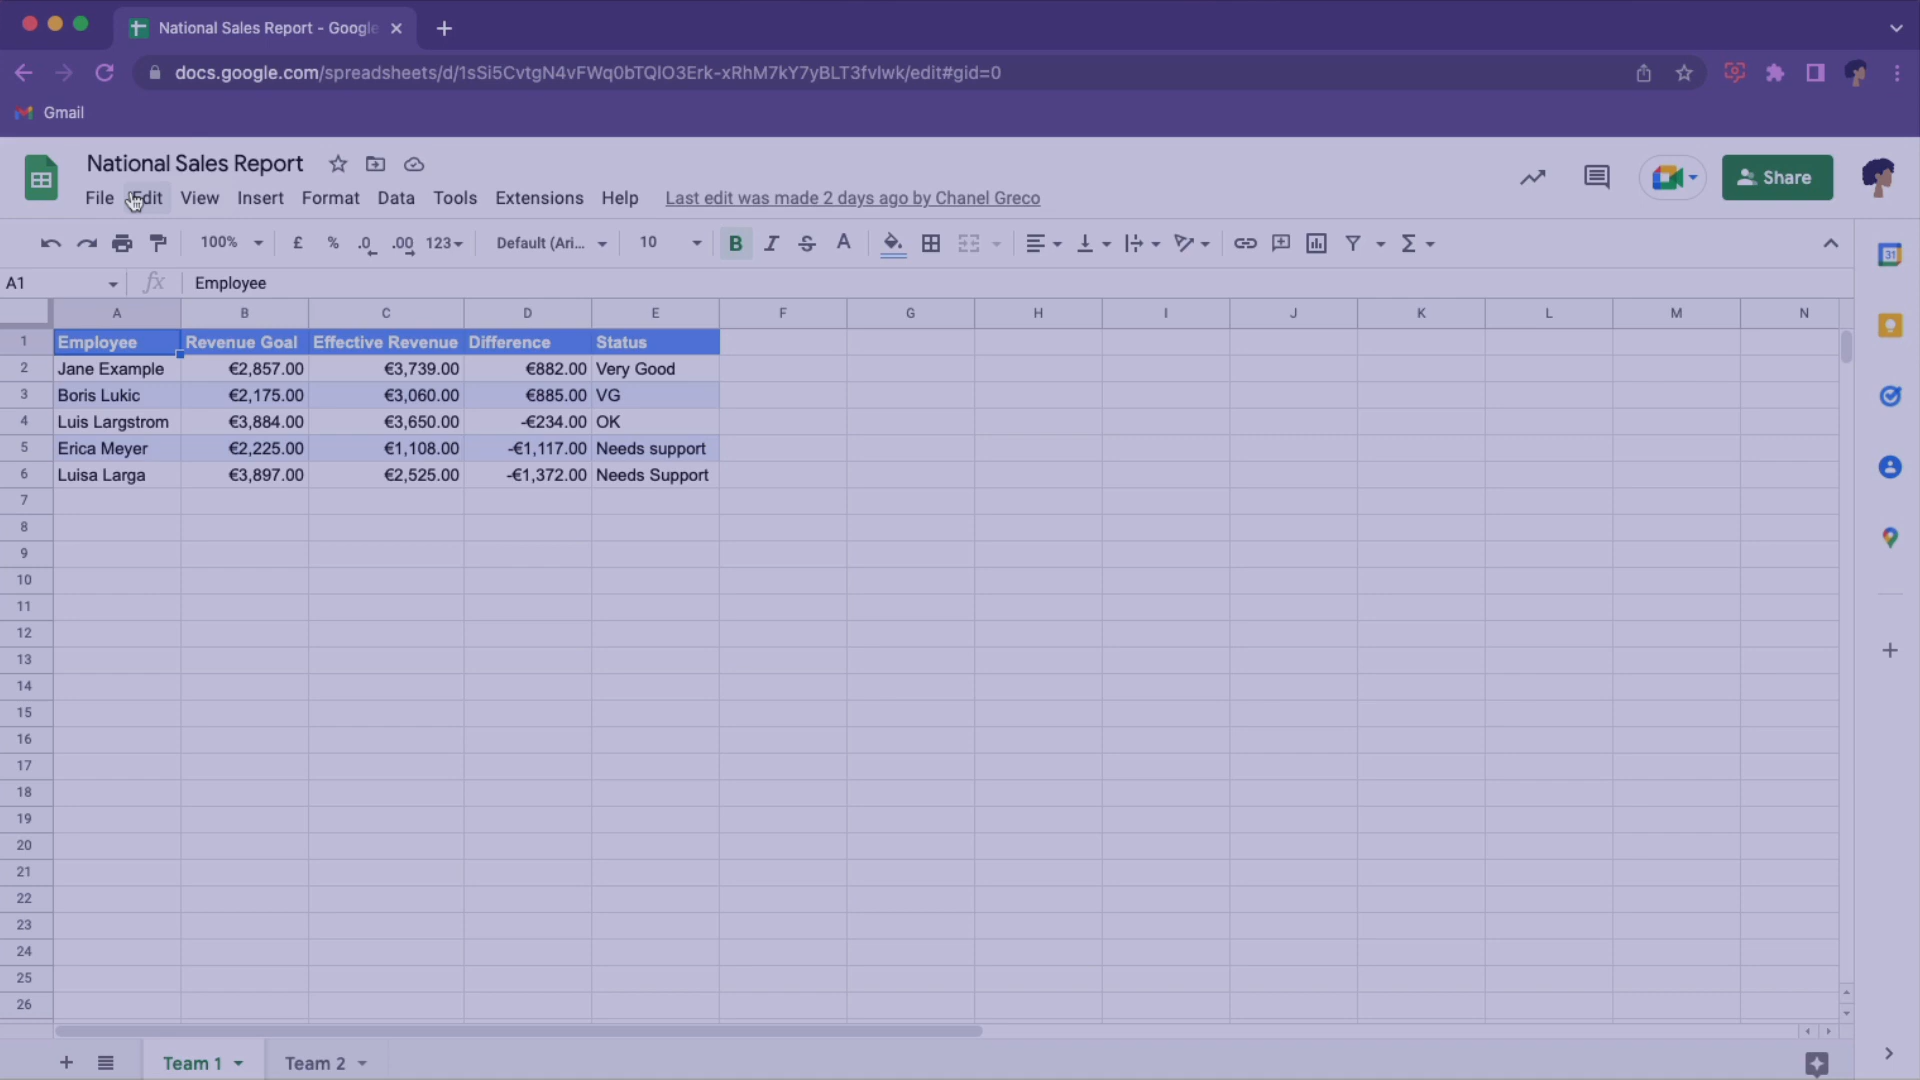 National Sales Report - Google
docs.google.com/spreadsheets/d/1sSi5CvtgN4vFWq0bTQlO3Erk-xRhM7kY7yBLT3fvlwk/edit#gid=0
Gmail
National Sales Report
File Edit View Insert Format Data Tools Extensions Help Last edit was made 2 days ago by Chanel Greco
Share
100% £ % .0 .00 123 Default (Ari... 10 B I S A
31
A1 fx Employee
A B C D E F G H I J K L M N
1 Employee Revenue Goal Effective Revenue Difference Status
2 Jane Example €2,857.00 €3,739.00 €882.00 Very Good
3 Boris Lukic €2,175.00 €3,060.00 €885.00 VG
4 Luis Largstrom €3,884.00 €3,650.00 -€234.00 OK
5 Erica Meyer €2,225.00 €1,108.00 -€1,117.00 Needs support
6 Luisa Larga €3,897.00 €2,525.00 -€1,372.00 Needs Support
7
8
9
10
11
12
13
14
15
16
17
18
19
20
21
22
23
24
25
26
Team 1 Team 2